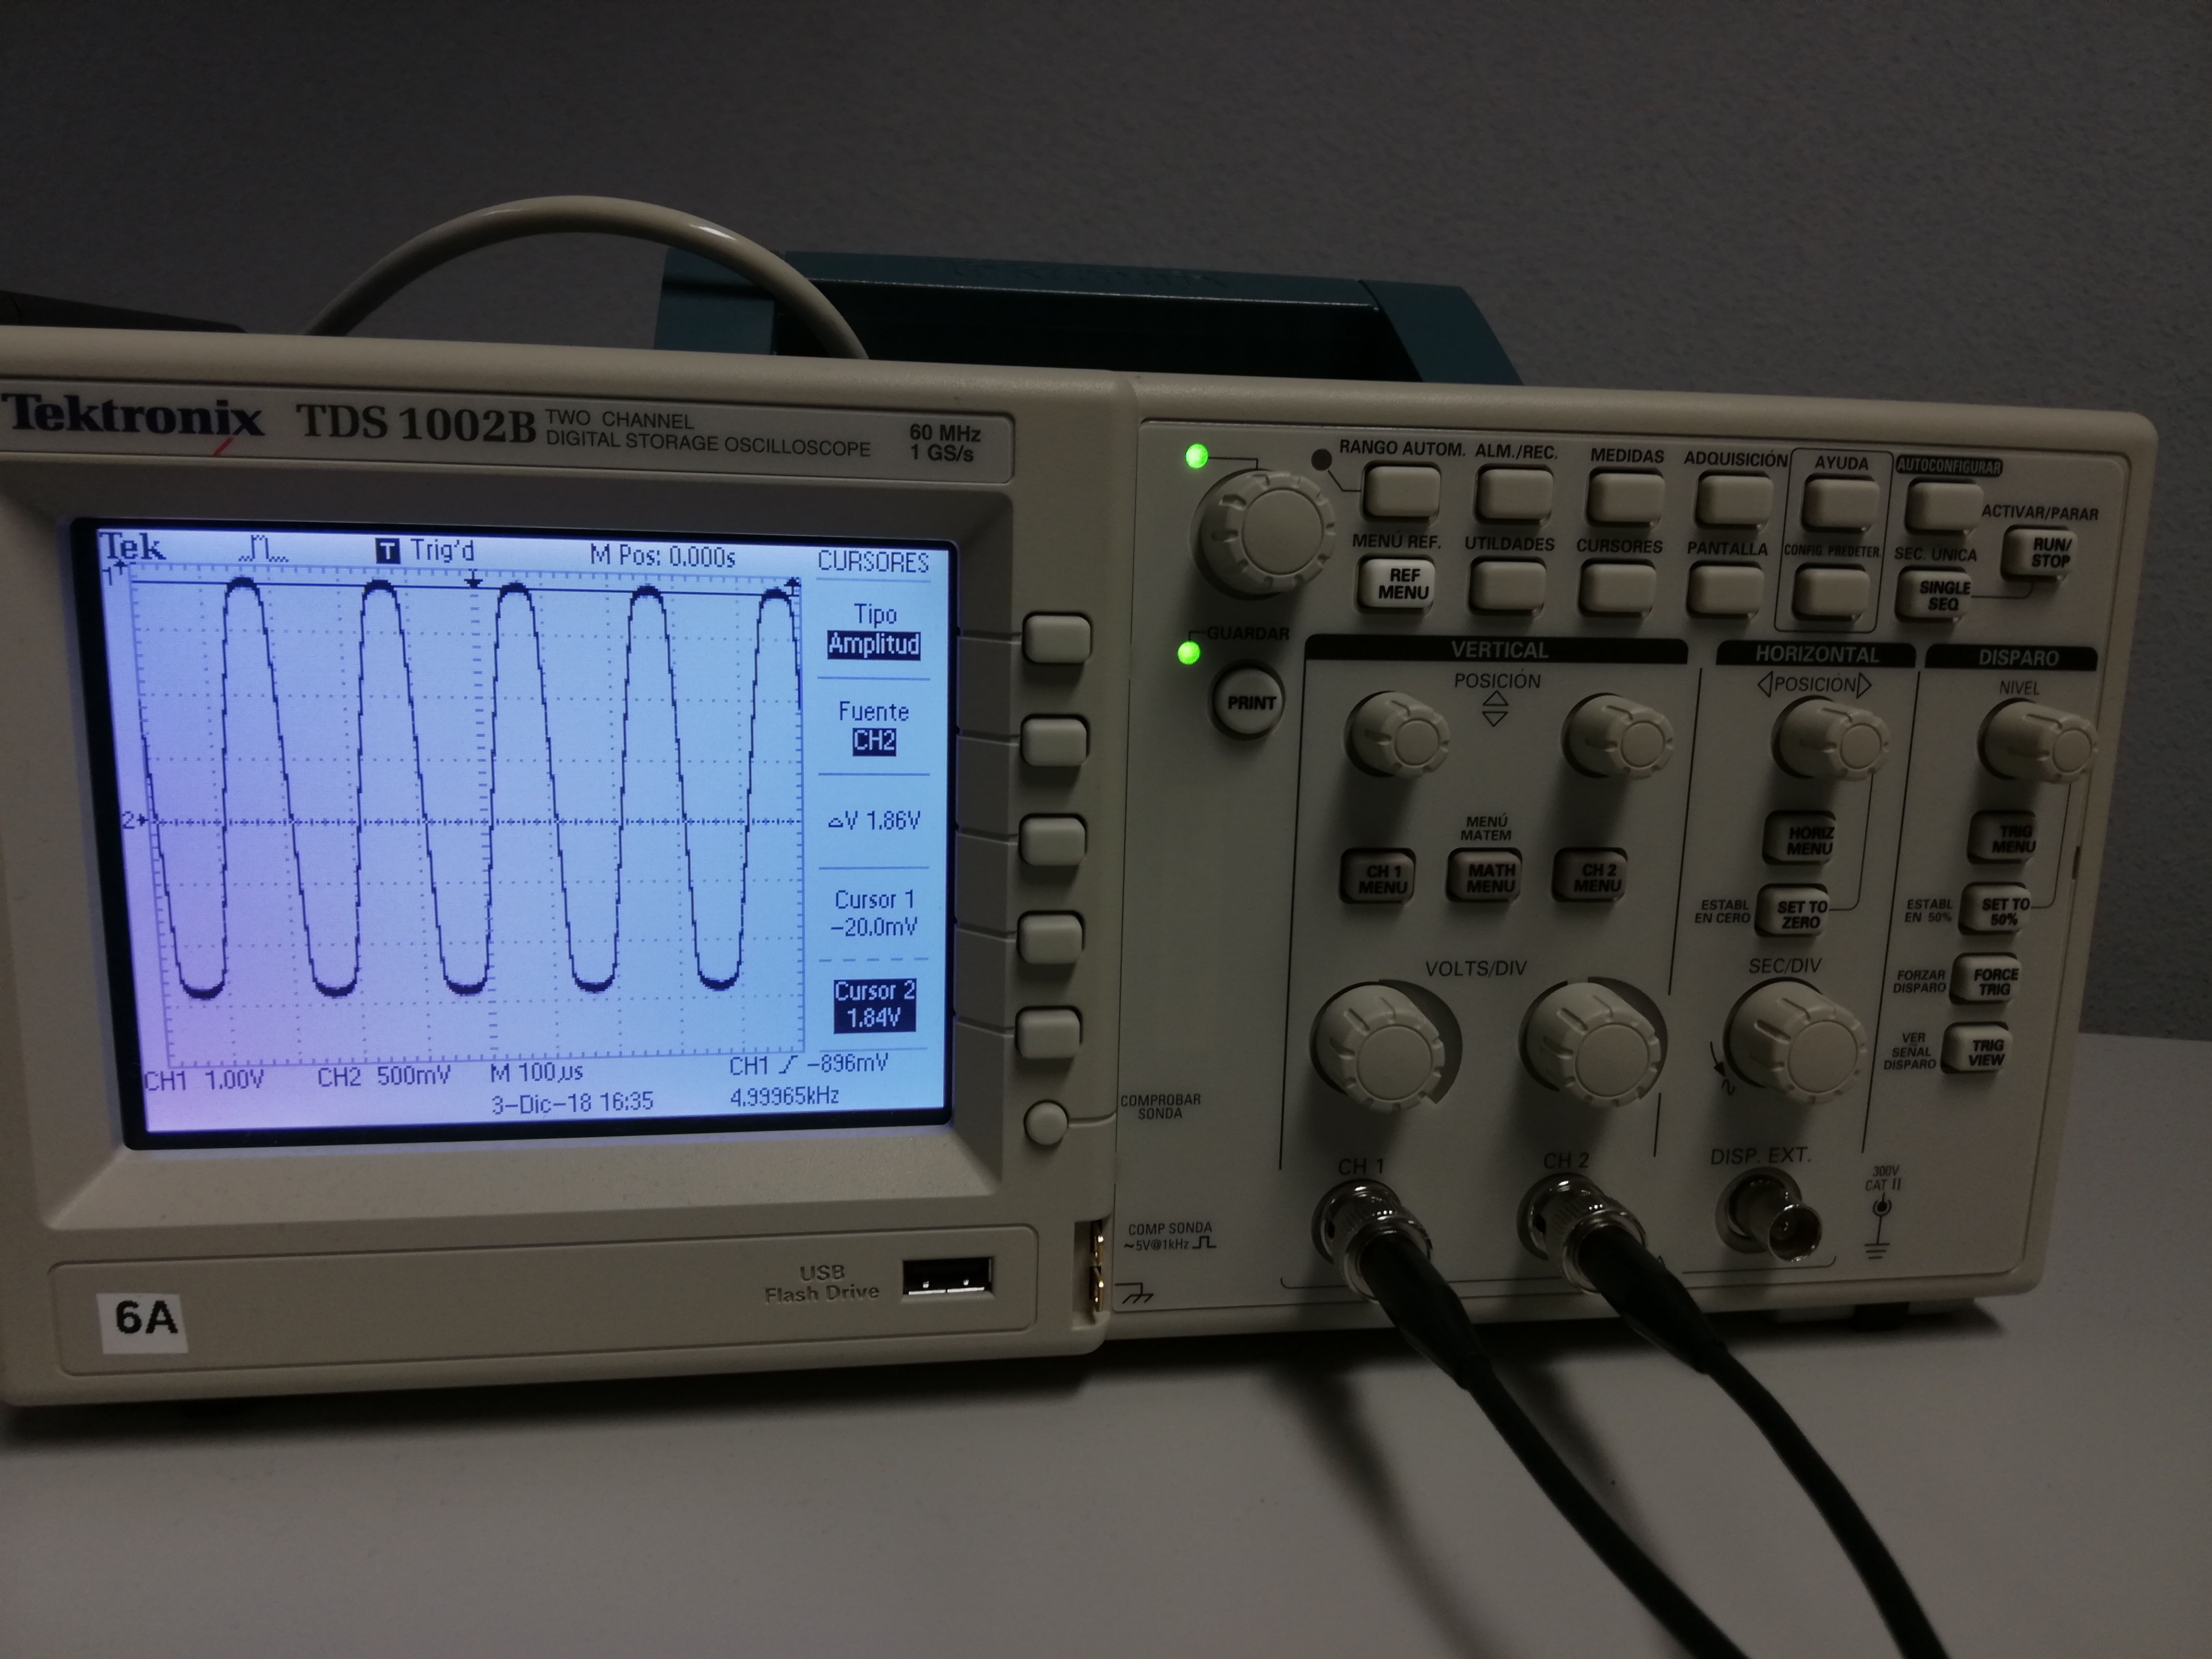 Tektronix TDS 1002B TWO CHANNEL
DIGITAL STORAGE OSCILLOSCOPE
60 MHz
1 GS/s
Tek T Trig'd M Pos: 0.000s CURSORES
1
Tipo
Amplitud
Fuente
CH2
2
△V 1.86V
Cursor 1
-20.0mV
Cursor 2
1.84V
CH1 1.00V CH2 500mV M 100µs CH1 -896mV
3-Dic-18 16:35 4.99965kHz
USB
Flash Drive
6A
RANGO AUTOM. ALM./REC. MEDIDAS ADQUISICIÓN AYUDA AUTOCONFIGURAR
ACTIVAR/PARAR
RUN/
STOP
MENÚ REF. UTILDADES CURSORES PANTALLA CONFIG. PREDETER. SEC. ÚNICA
REF
MENU
SINGLE
SEQ
GUARDAR
PRINT
VERTICAL
POSICIÓN
MENÚ
MATEM
CH 1
MENU
MATH
MENU
CH 2
MENU
VOLTS/DIV
CH 1 CH 2
HORIZONTAL
POSICIÓN
HORIZ
MENU
ESTABL
EN CERO
SET TO
ZERO
SEC/DIV
DISP. EXT.
DISPARO
NIVEL
TRIG
MENU
ESTABL
EN 50%
SET TO
50%
FORZAR
DISPARO
FORCE
TRIG
VER
SEÑAL
DISPARO
TRIG
VIEW
300V
CAT II
COMPROBAR
SONDA
COMP SONDA
~5V@1kHz